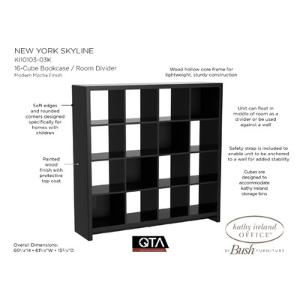 NEW YORK SKYLINE
KI10103-03K
16-Cube Bookcase / Room Divider
Modern Mocha Finish
Wood hollow core frame for
lightweight, sturdy construction
Soft edges
and rounded
corners designed
specifically for
homes with
children
Unit can float in
middle of room as a
divider or be used
against a wall
Painted
wood
finish with
protective
top coat
Safety strap is included to
enable unit to be anchored
to a wall for added stability
Cubes are
designed to
accommodate
kathy ireland
storage bins
QTA
kathy ireland
OFFICE
BY Bush FURNITURE
Overall Dimensions: